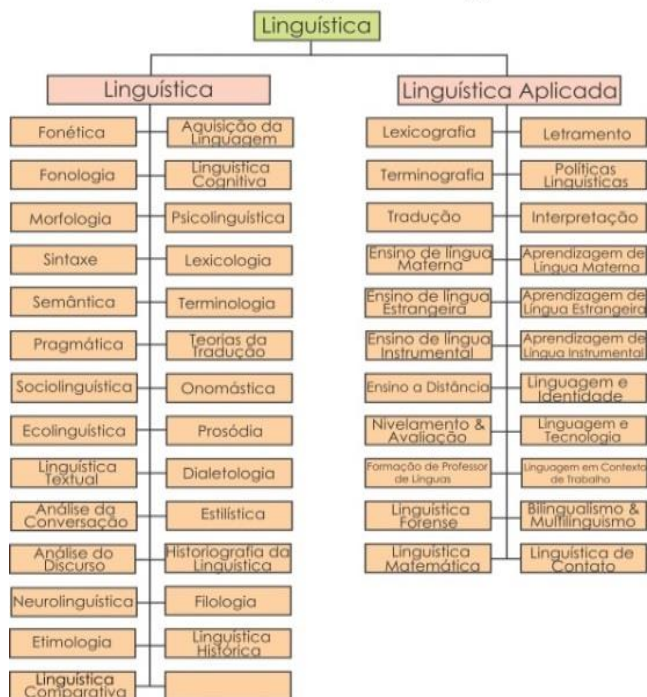 Linguística
Linguística
Linguística Aplicada
Fonética
Aquisição da
Linguagem
Fonologia
Linguística
Cognitiva
Morfologia
Psicolinguística
Sintaxe
Lexicologia
Semântica
Terminologia
Pragmática
Teorias da
Tradução
Sociolinguística
Onomástica
Ecolinguística
Prosódia
Linguística
Textual
Dialetologia
Análise da
Conversação
Estilística
Análise do
Discurso
Historiografia da
Linguística
Neurolinguística
Filologia
Etimologia
Linguística
Histórica
Linguística
Comparativa
Lexicografia
Letramento
Terminografia
Políticas
Linguísticas
Tradução
Interpretação
Ensino de língua
Materna
Aprendizagem de
Língua Materna
Ensino de língua
Estrangeira
Aprendizagem de
Língua Estrangeira
Ensino de língua
Instrumental
Aprendizagem de
Língua Instrumental
Ensino a Distância
Linguagem e
Identidade
Nivelamento &
Avaliação
Linguagem e
Tecnologia
Formação de Professor
de Línguas
Linguagem em Contexto
de Trabalho
Linguística
Forense
Bilingualismo &
Multilinguismo
Linguística
Matemática
Linguística de
Contato